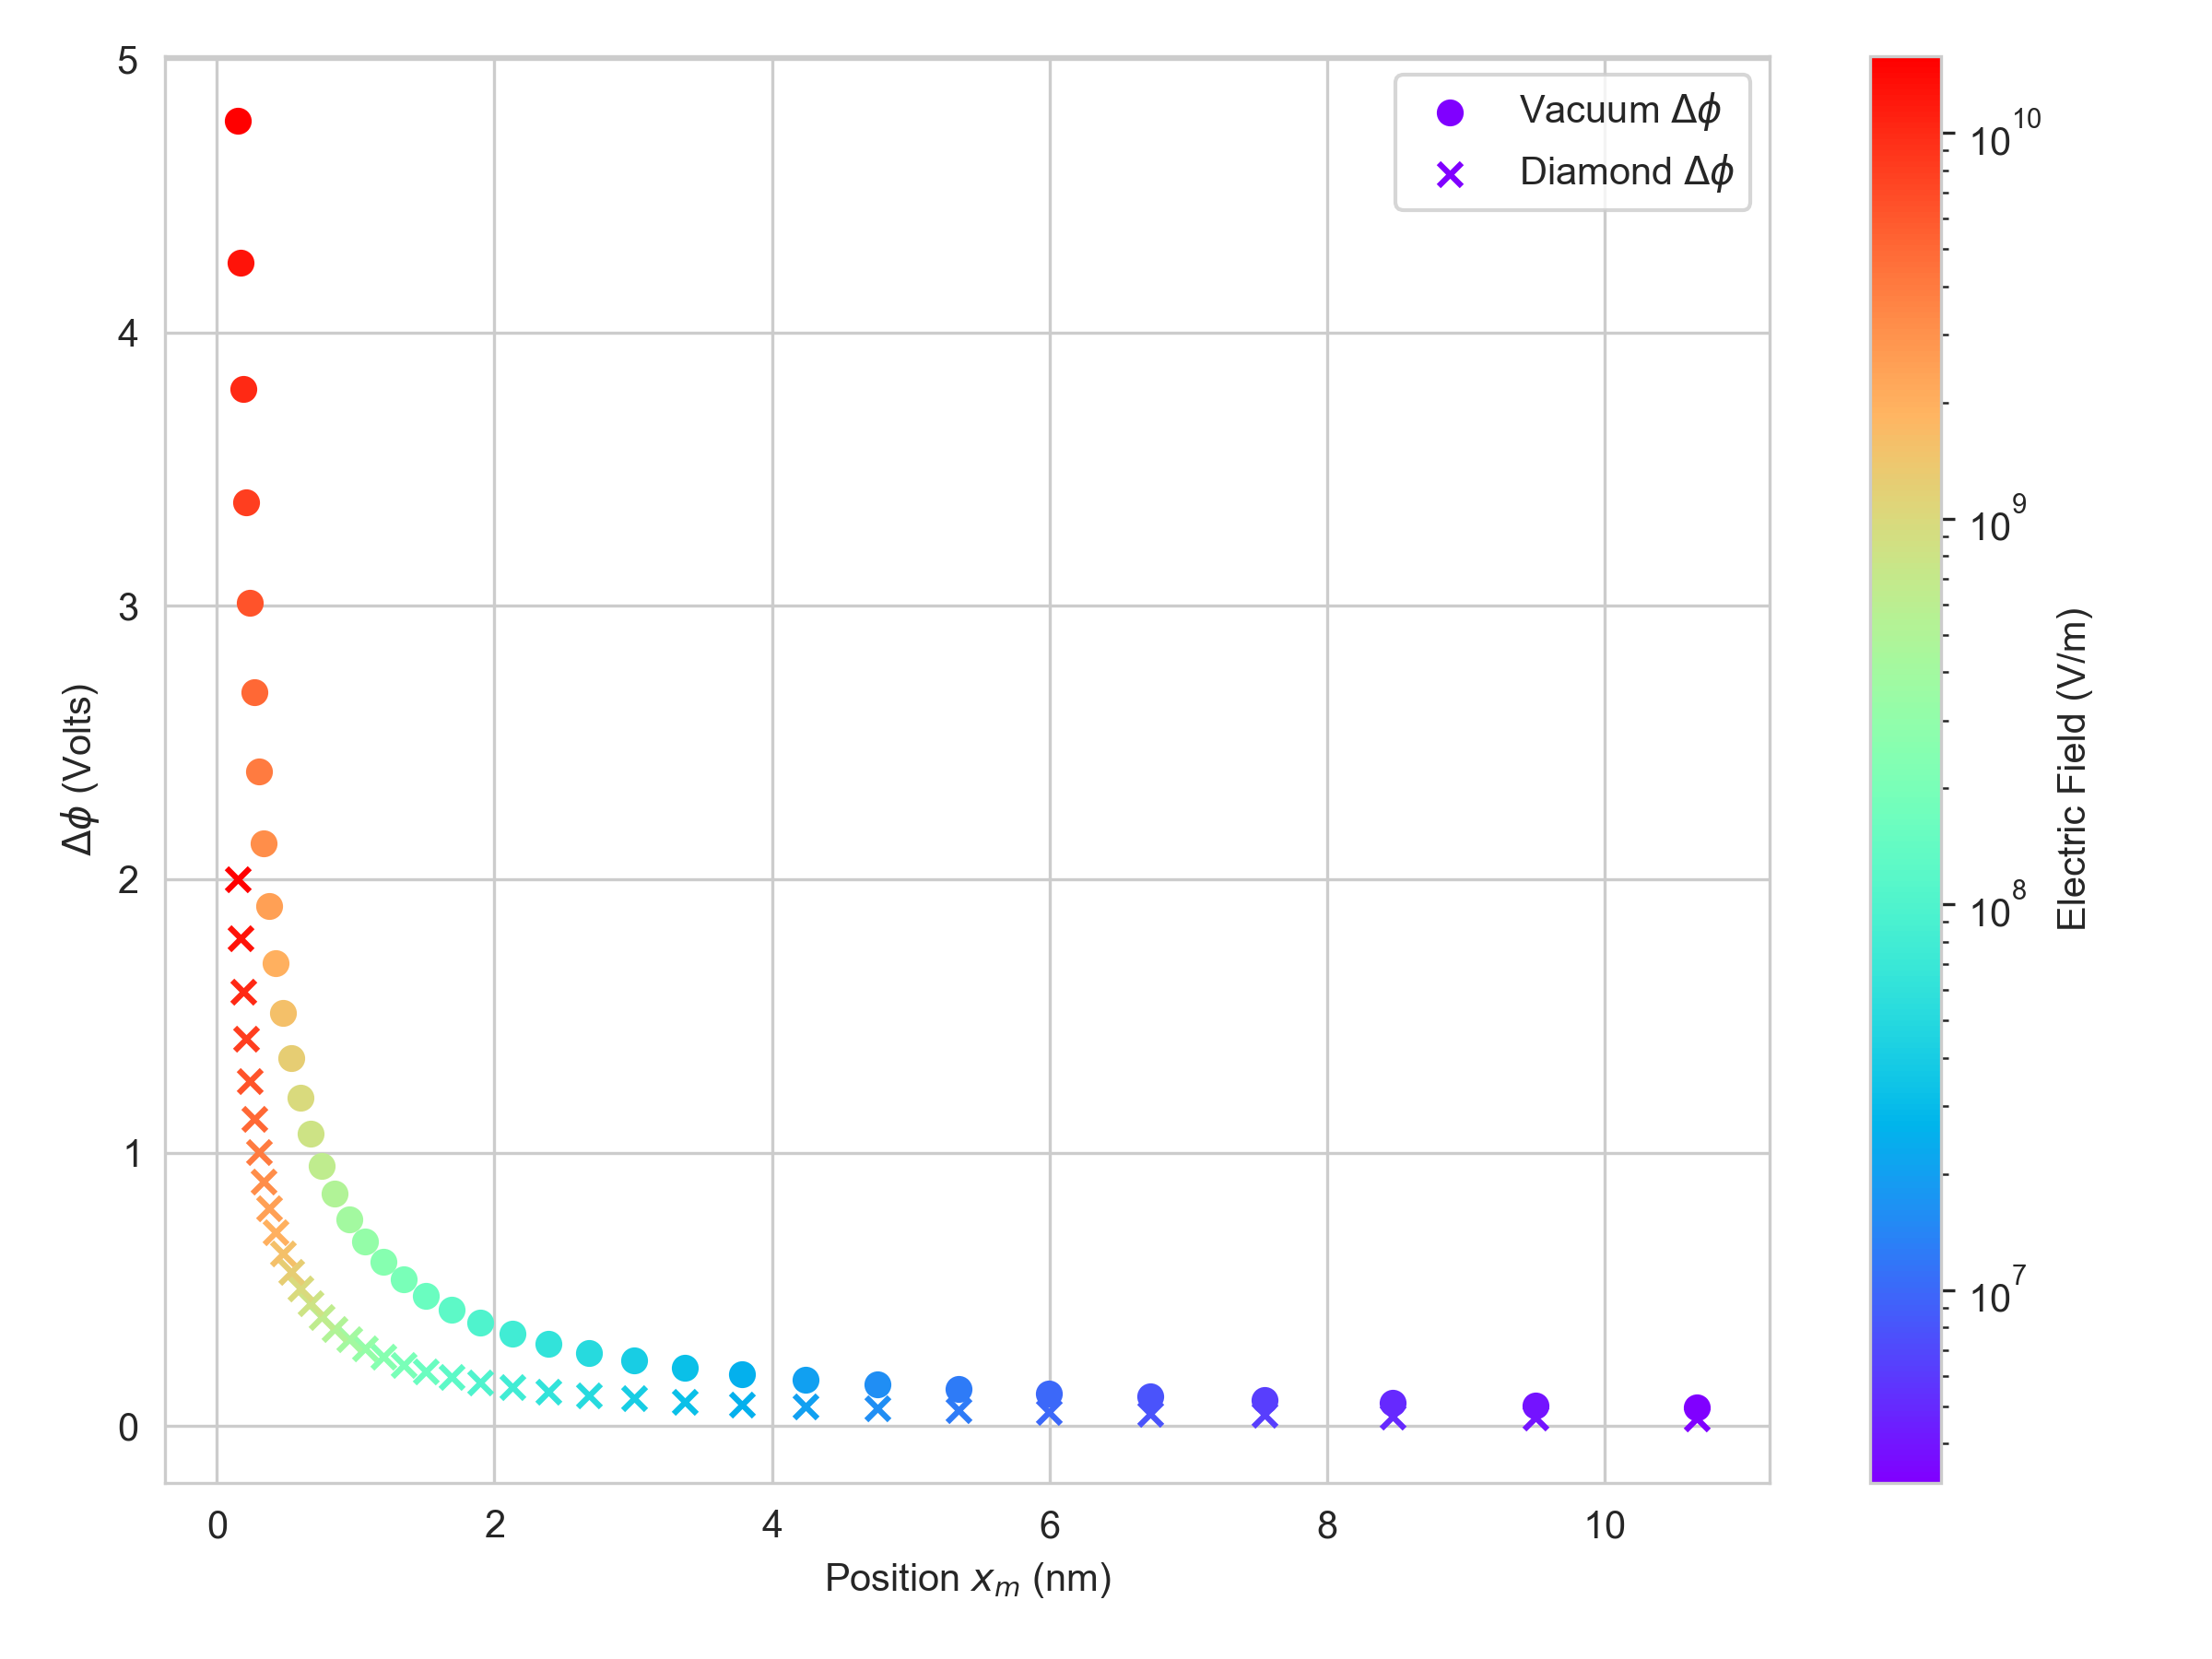 5
4
3
2
1
0
Δϕ (Volts)
0 2 4 6 8 10
Position x_m (nm)
Vacuum Δϕ
Diamond Δϕ
10^10
10^9
10^8
10^7
Electric Field (V/m)